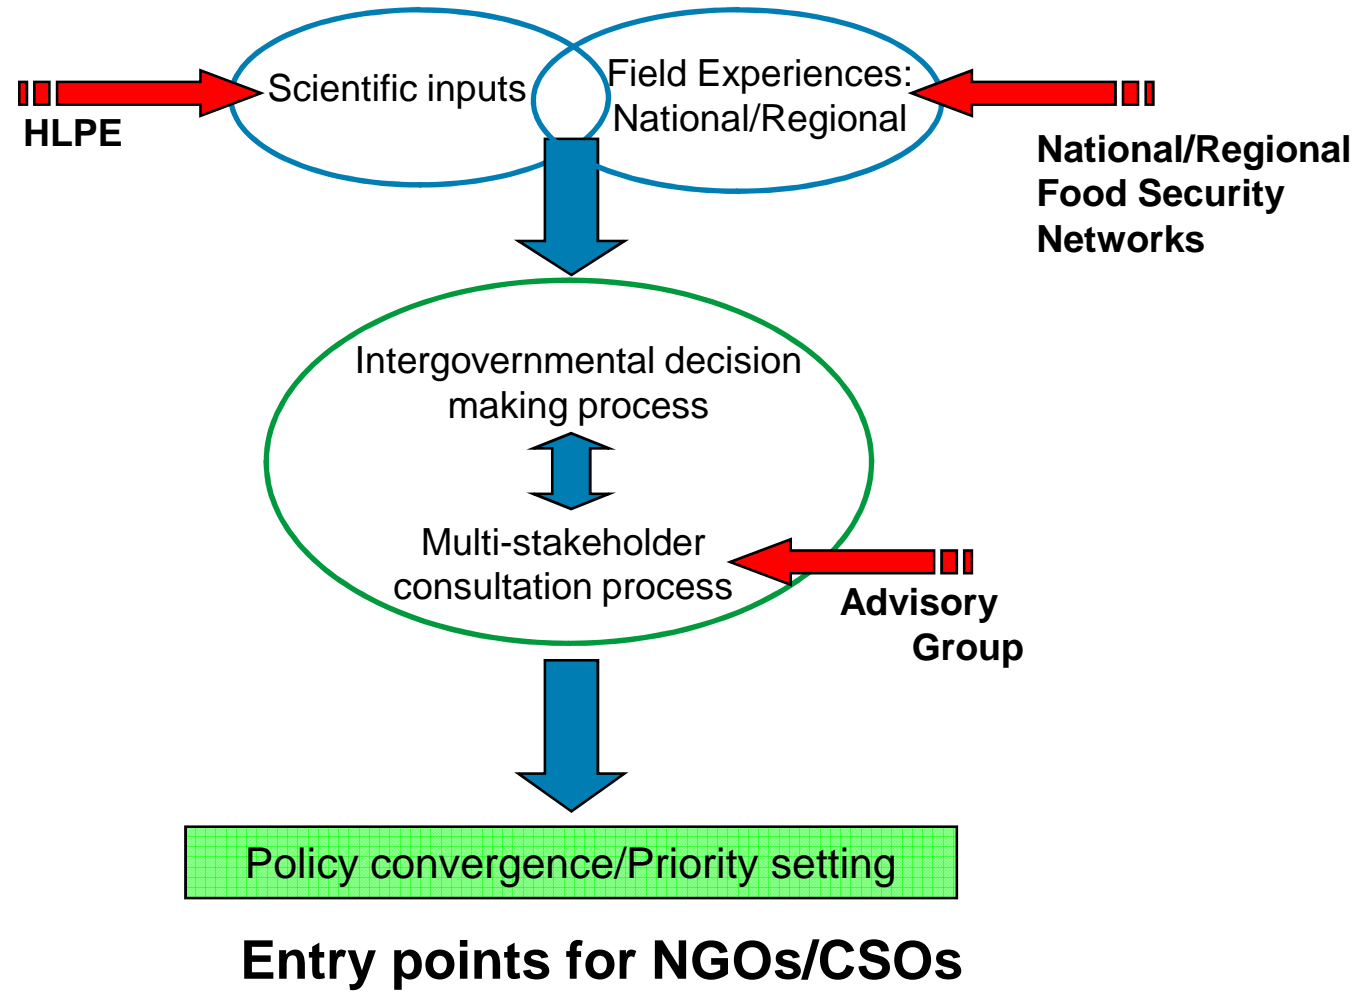 Scientific inputs
Field Experiences:
National/Regional
HLPE
National/Regional
Food Security
Networks
Intergovernmental decision
making process
Multi-stakeholder
consultation process
Advisory
Group
Policy convergence/Priority setting
Entry points for NGOs/CSOs